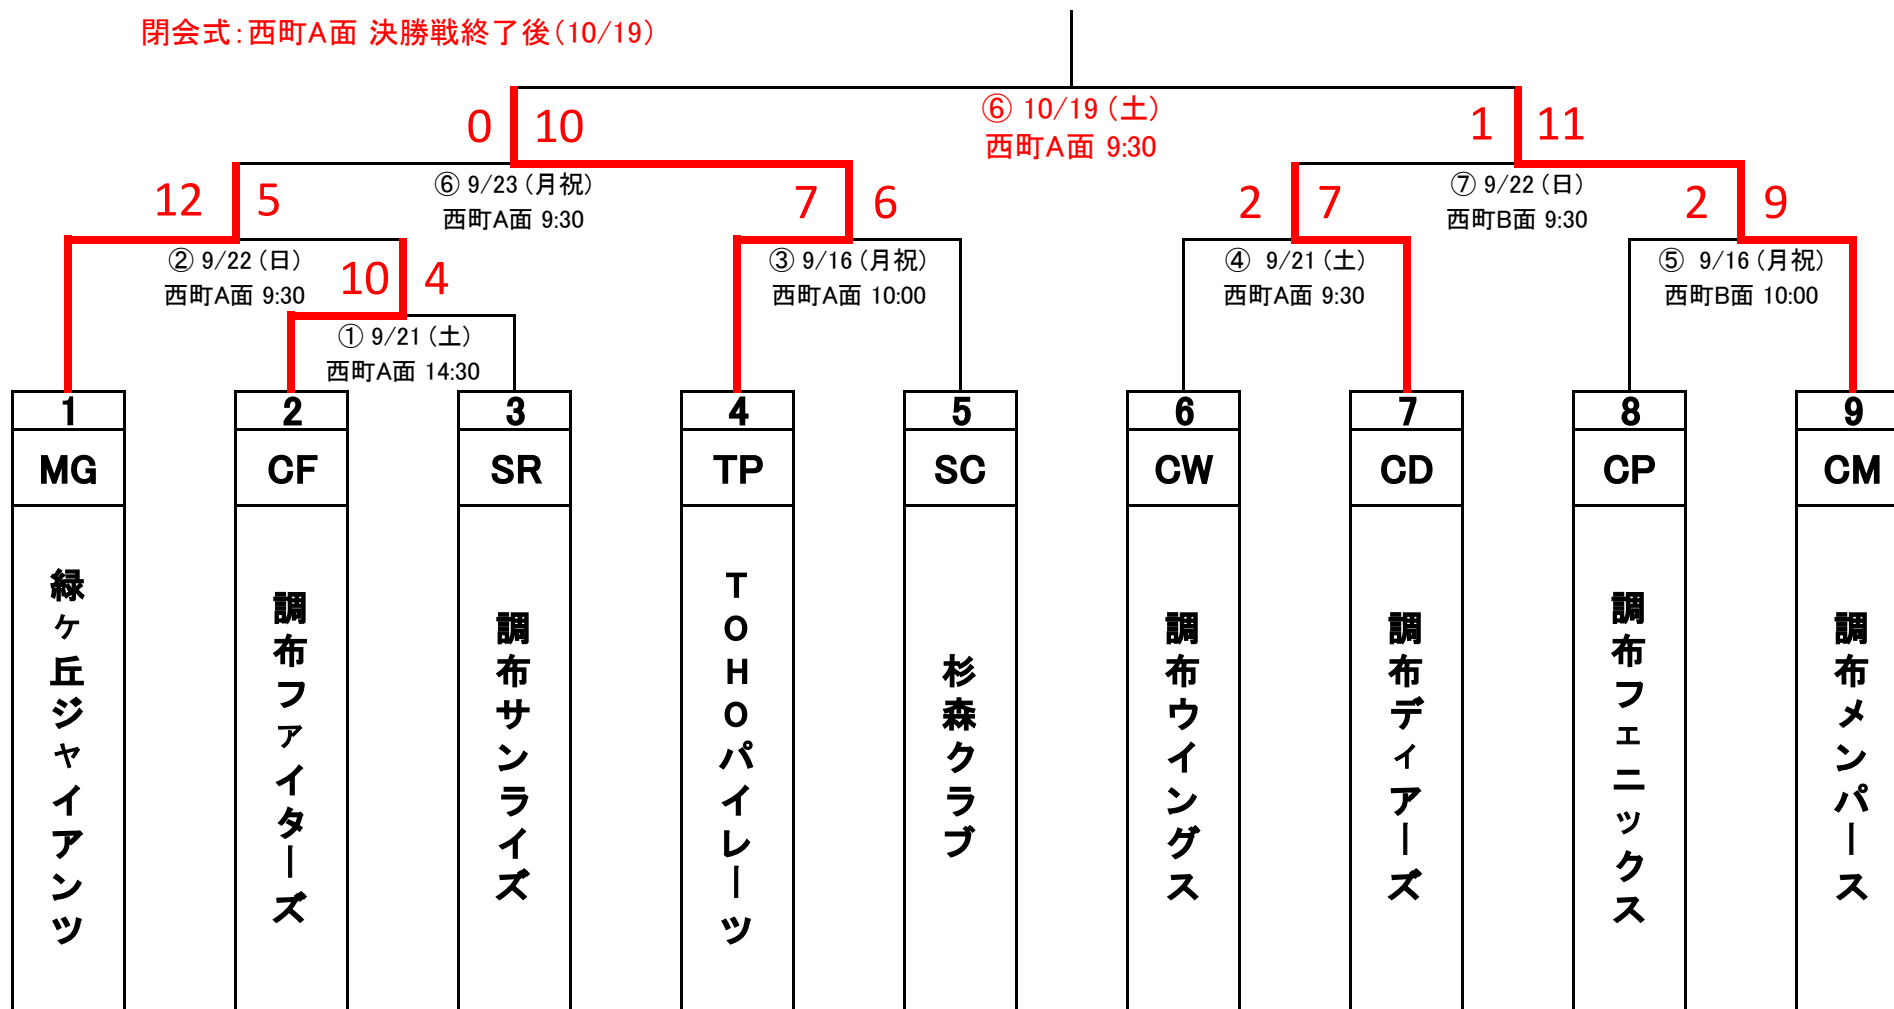 閉会式：西町A面 決勝戦終了後（10/19）
0 10
⑥ 10/19（土）
西町A面 9:30
1 11
12 5
⑥ 9/23（月祝）
西町A面 9:30
7 6
2 7
⑦ 9/22（日）
西町B面 9:30
2 9
② 9/22（日）
西町A面 9:30
10 4
③ 9/16（月祝）
西町A面 10:00
④ 9/21（土）
西町A面 9:30
⑤ 9/16（月祝）
西町B面 10:00
① 9/21（土）
西町A面 14:30
1 2 3 4 5 6 7 8 9
MG CF SR TP SC CW CD CP CM
緑ヶ丘ジャイアンツ
調布ファイターズ
調布サンライズ
TOHOパイレーツ
杉森クラブ
調布ウイングス
調布ディアーズ
調布フェニックス
調布メンパース